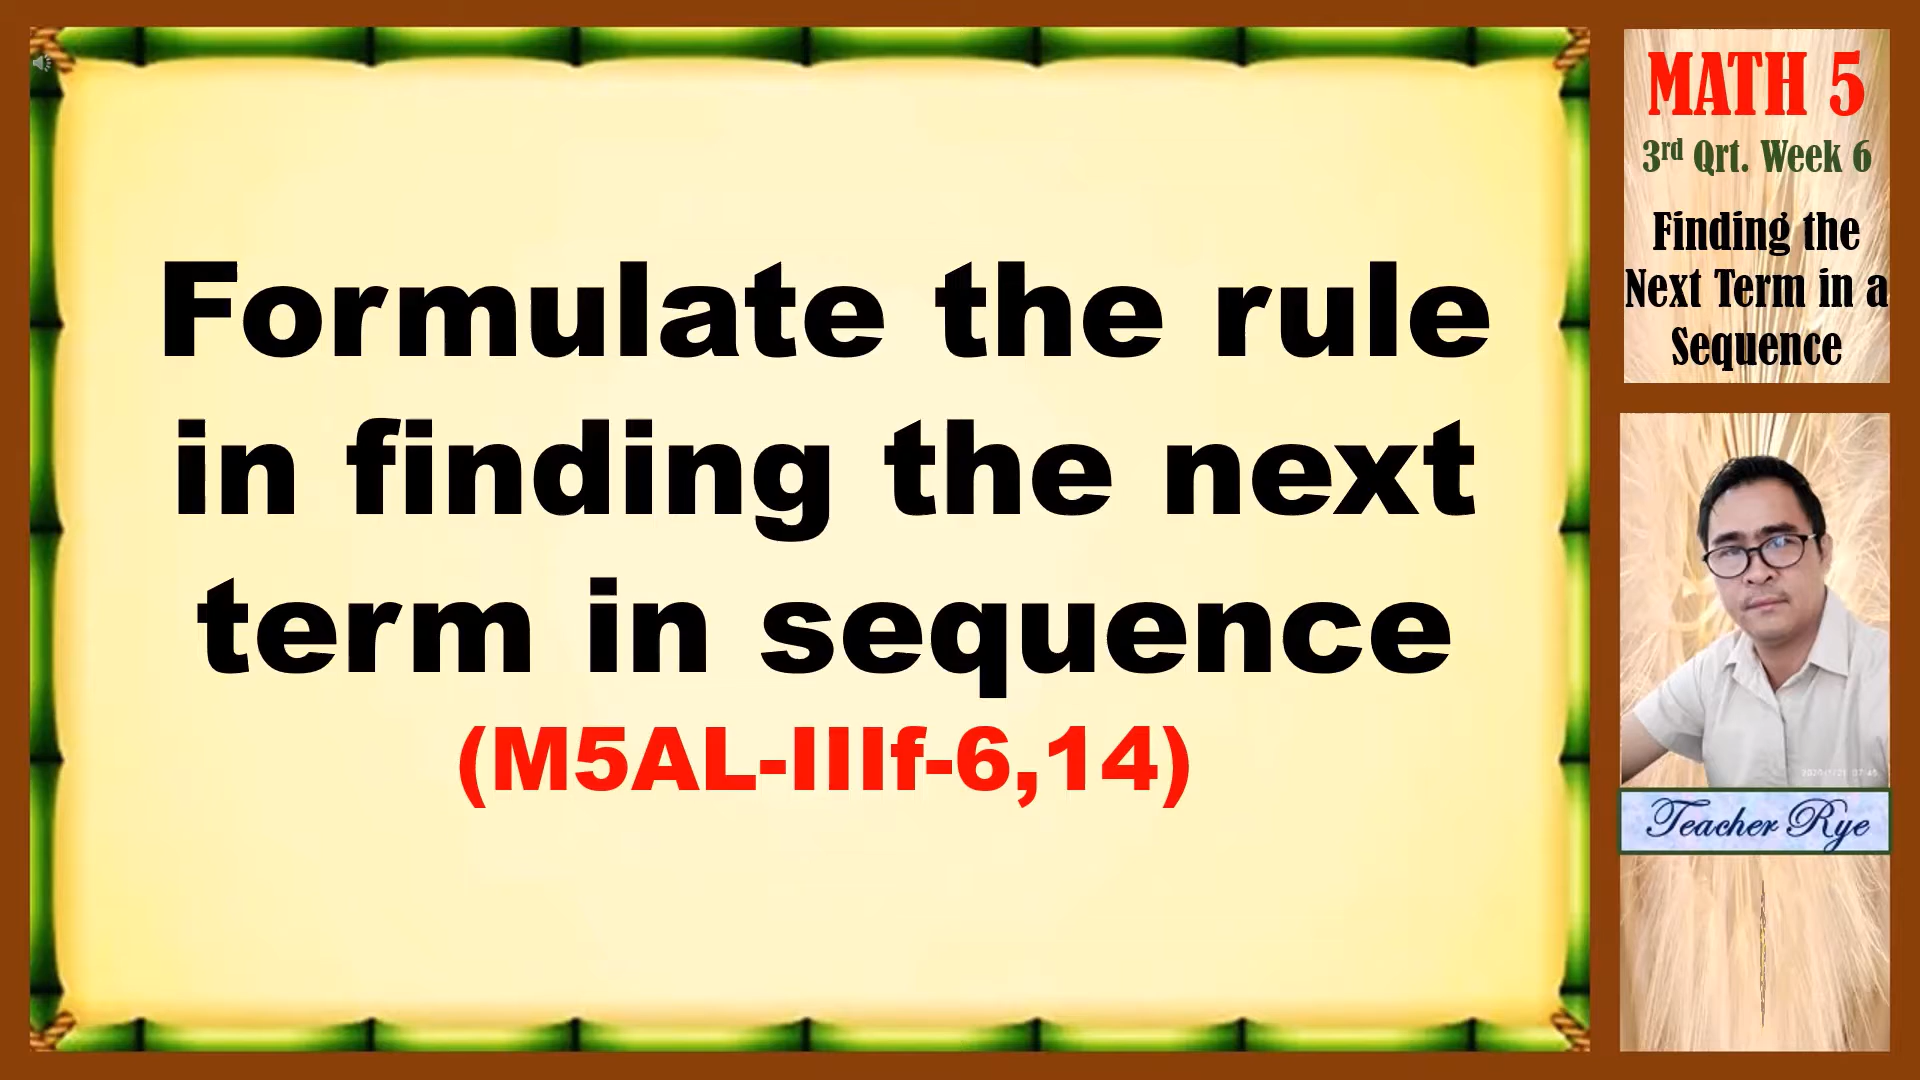 Formulate the rule
in finding the next
term in sequence
(M5AL-IIIf-6,14)
MATH 5
3rd Qrt. Week 6
Finding the
Next Term in a
Sequence
Teacher Rye